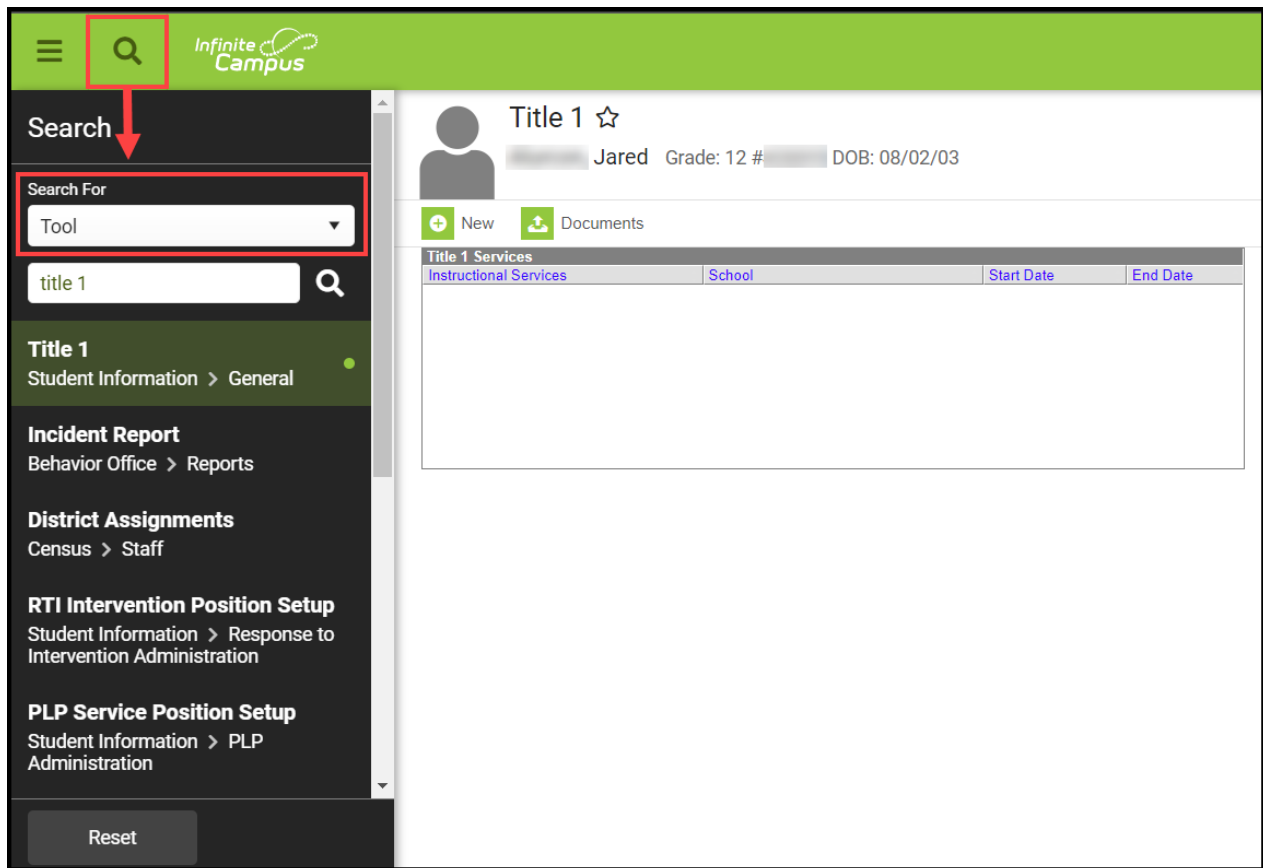 Infinite
Campus
Search
Search For
Tool
title 1
Title 1
Student Information > General
Incident Report
Behavior Office > Reports
District Assignments
Census > Staff
RTI Intervention Position Setup
Student Information > Response to
Intervention Administration
PLP Service Position Setup
Student Information > PLP
Administration
Reset
Title 1
Jared Grade: 12 # DOB: 08/02/03
New Documents
Title 1 Services
Instructional Services School Start Date End Date